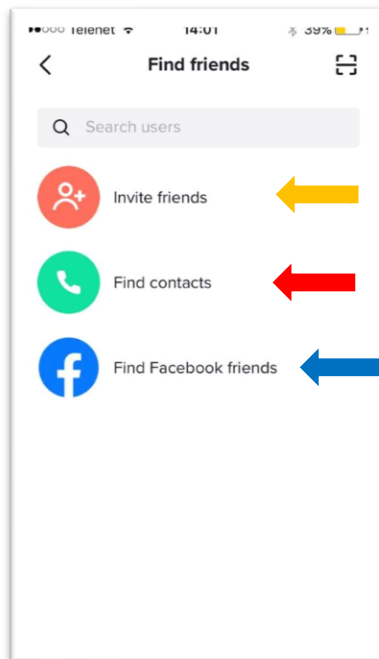 Telenet 14:01 39%
Find friends
Search users
Invite friends
Find contacts
Find Facebook friends